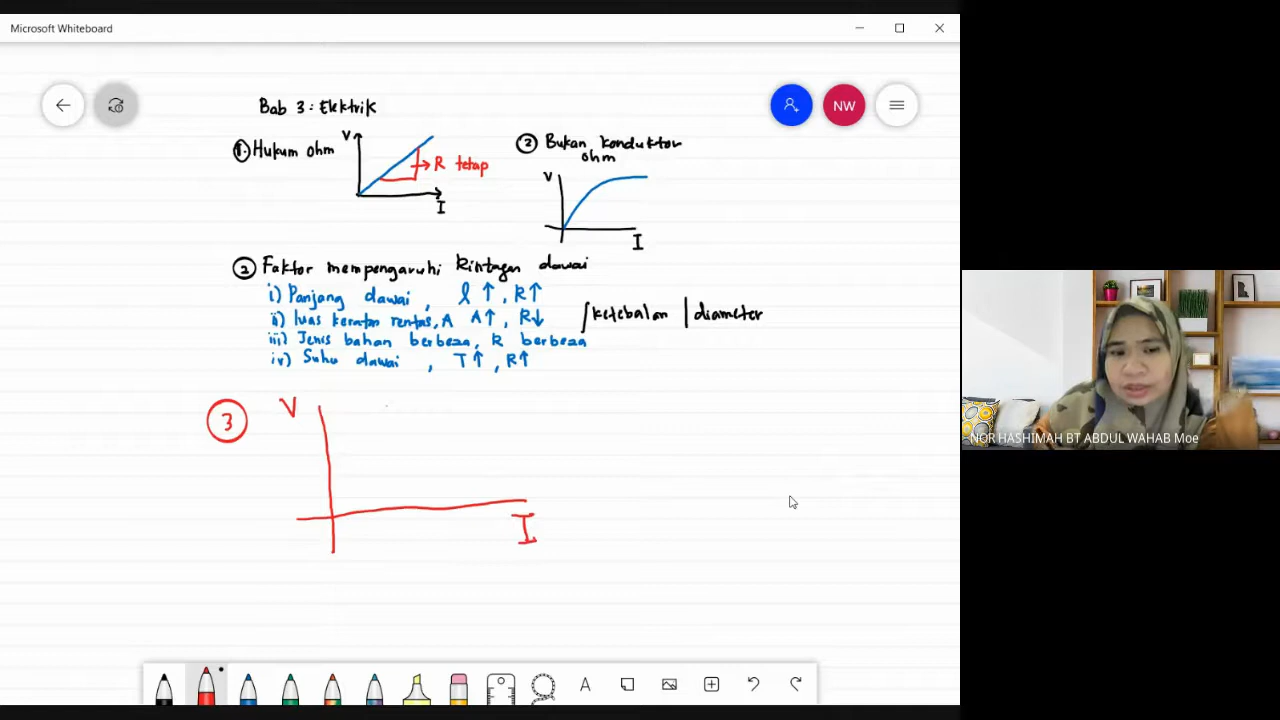 Microsoft Whiteboard
NW
Bab 3 : Elektrik
①. Hukum ohm
V
R tetap
I
② Bukan konduktor
ohm
V
I
② Faktor mempengaruhi Rintagan dawai
i) Panjang dawai , l ↑ , R↑
ii) luas keratan rentas, A A↑ , R↓ / ketebalan | diameter
iii) Jenis bahan berbeza, R berbeza
iv) Suhu dawai , T↑ , R↑
③ V
I
NOR HASHIMAH BT ABDUL WAHAB Moe
A